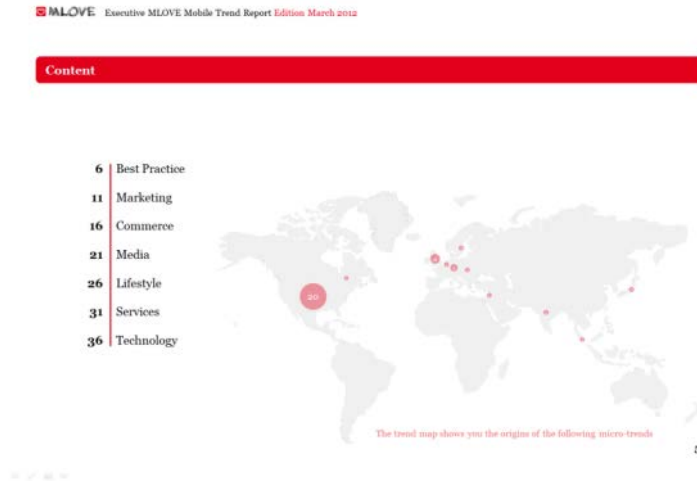 MLOVE Executive MLOVE Mobile Trend Report Edition March 2012
Content
6 Best Practice
11 Marketing
16 Commerce
21 Media
26 Lifestyle
31 Services
36 Technology
20
The trend map shows you the origins of the following micro-trends